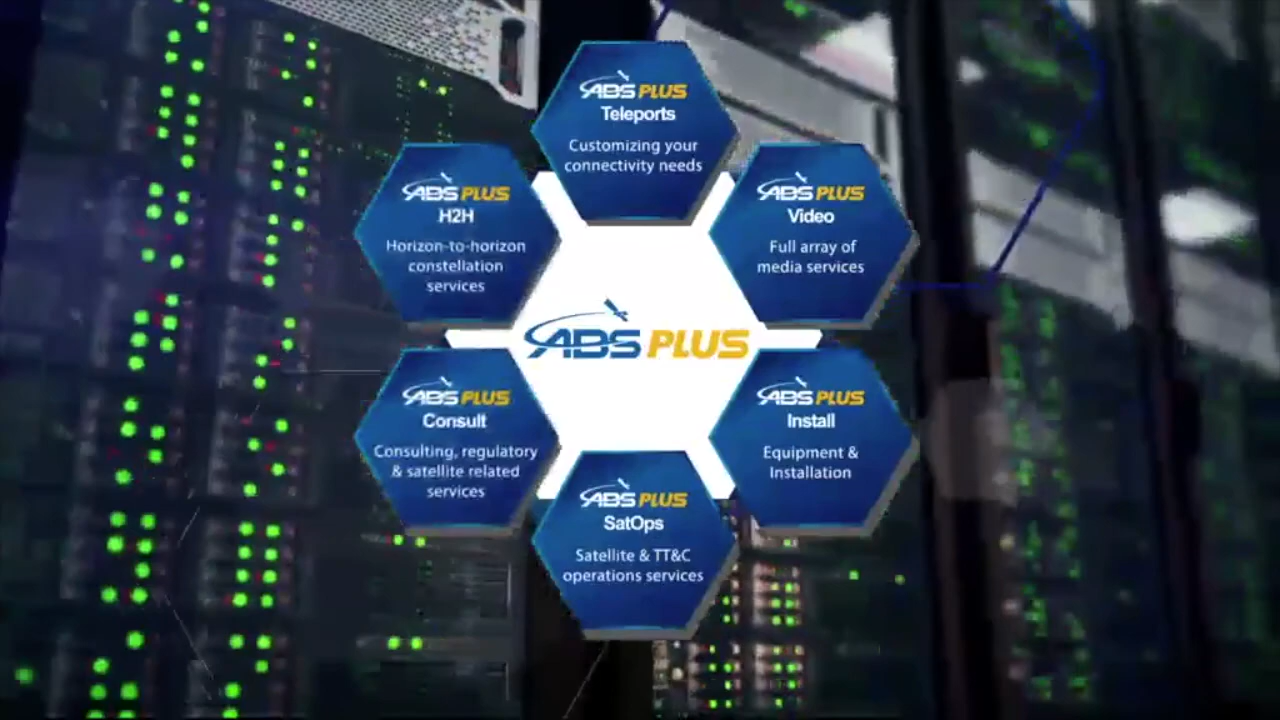 ABS PLUS
Teleports
Customizing your
connectivity needs
ABS PLUS
Video
Full array of
media services
ABS PLUS
Install
Equipment &
Installation
ABS PLUS
SatOps
Satellite & TT&C
operations services
ABS PLUS
Consult
Consulting, regulatory
& satellite related
services
ABS PLUS
H2H
Horizon-to-horizon
constellation
services
ABS PLUS